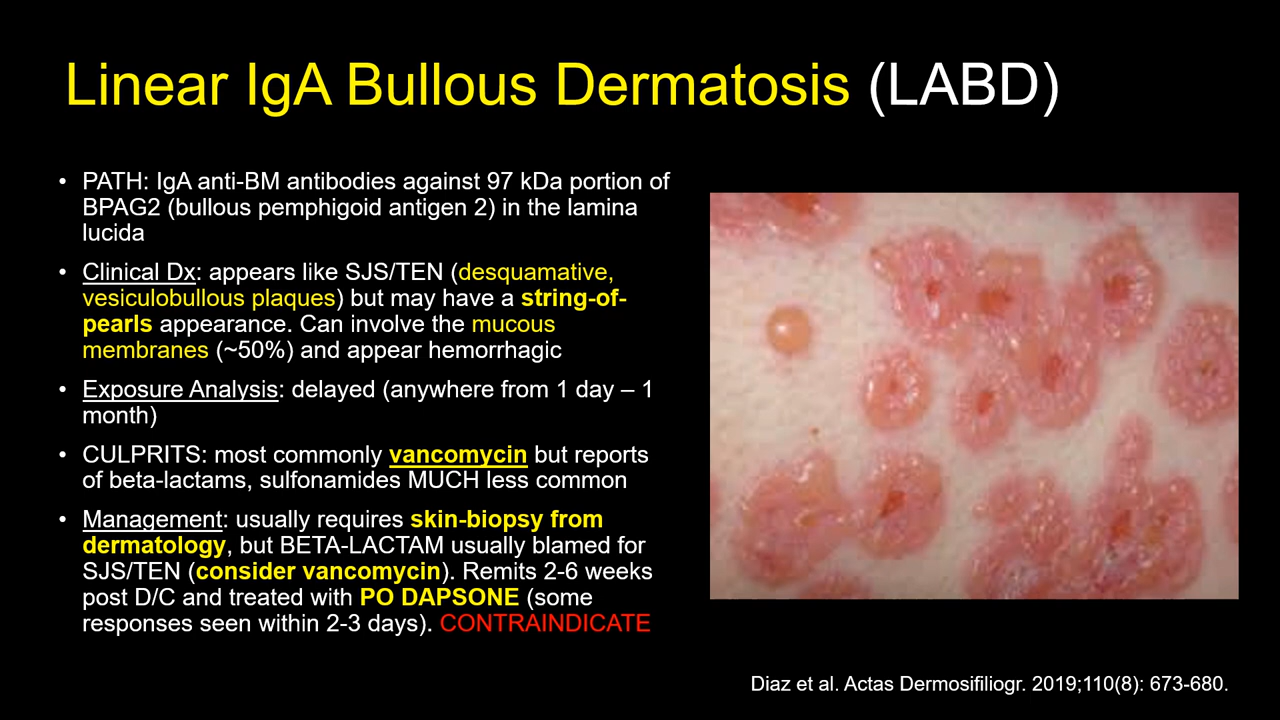 Linear IgA Bullous Dermatosis (LABD)
• PATH: IgA anti-BM antibodies against 97 kDa portion of
BPAG2 (bullous pemphigoid antigen 2) in the lamina
lucida
• Clinical Dx: appears like SJS/TEN (desquamative,
vesiculobullous plaques) but may have a string-of-
pearls appearance. Can involve the mucous
membranes (~50%) and appear hemorrhagic
• Exposure Analysis: delayed (anywhere from 1 day – 1
month)
• CULPRITS: most commonly vancomycin but reports
of beta-lactams, sulfonamides MUCH less common
• Management: usually requires skin-biopsy from
dermatology, but BETA-LACTAM usually blamed for
SJS/TEN (consider vancomycin). Remits 2-6 weeks
post D/C and treated with PO DAPSONE (some
responses seen within 2-3 days). CONTRAINDICATE
Diaz et al. Actas Dermosifiliogr. 2019;110(8): 673-680.